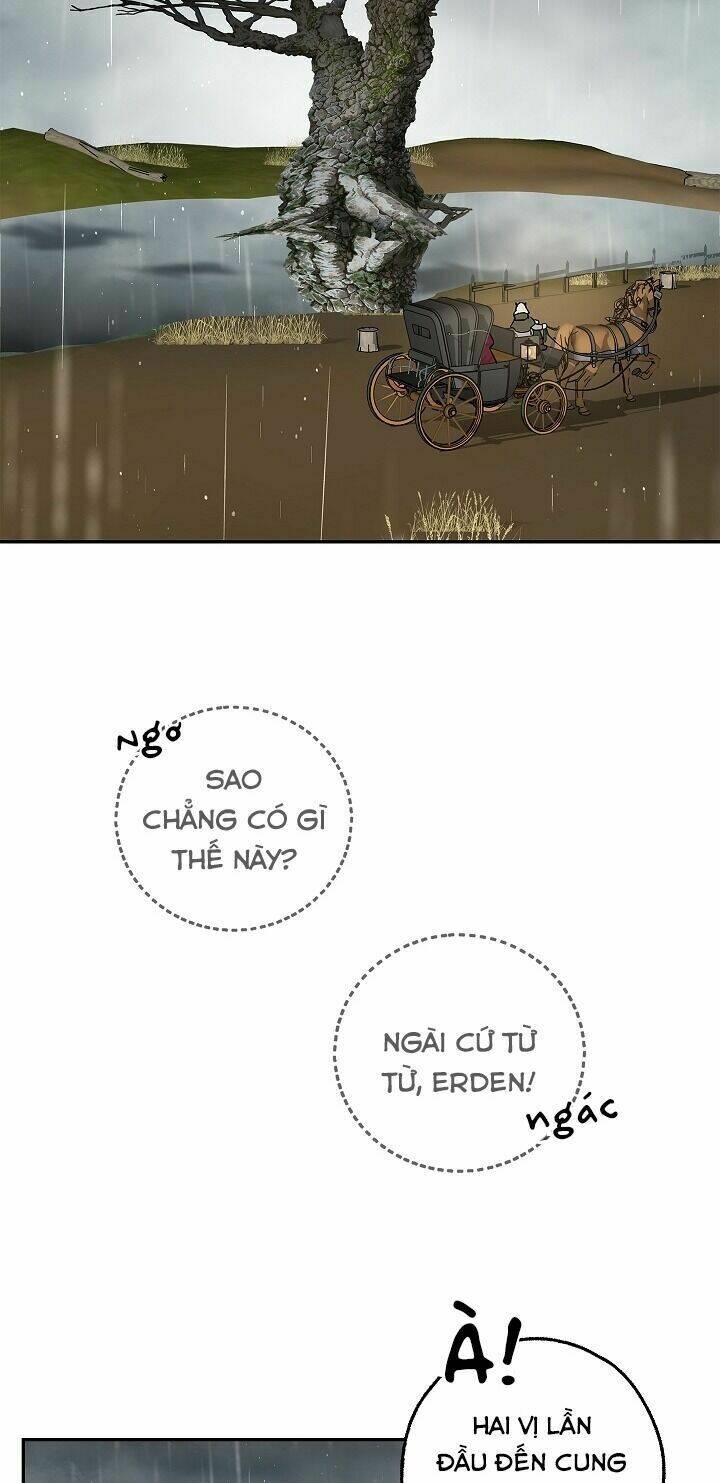 Ngơ
SAO
CHẲNG CÓ GÌ
THẾ NÀY?
NGÀI CỨ TỪ
TỪ, ERDEN!
ngác
À!
HAI VỊ LẦN
ĐẦU ĐẾN CUNG